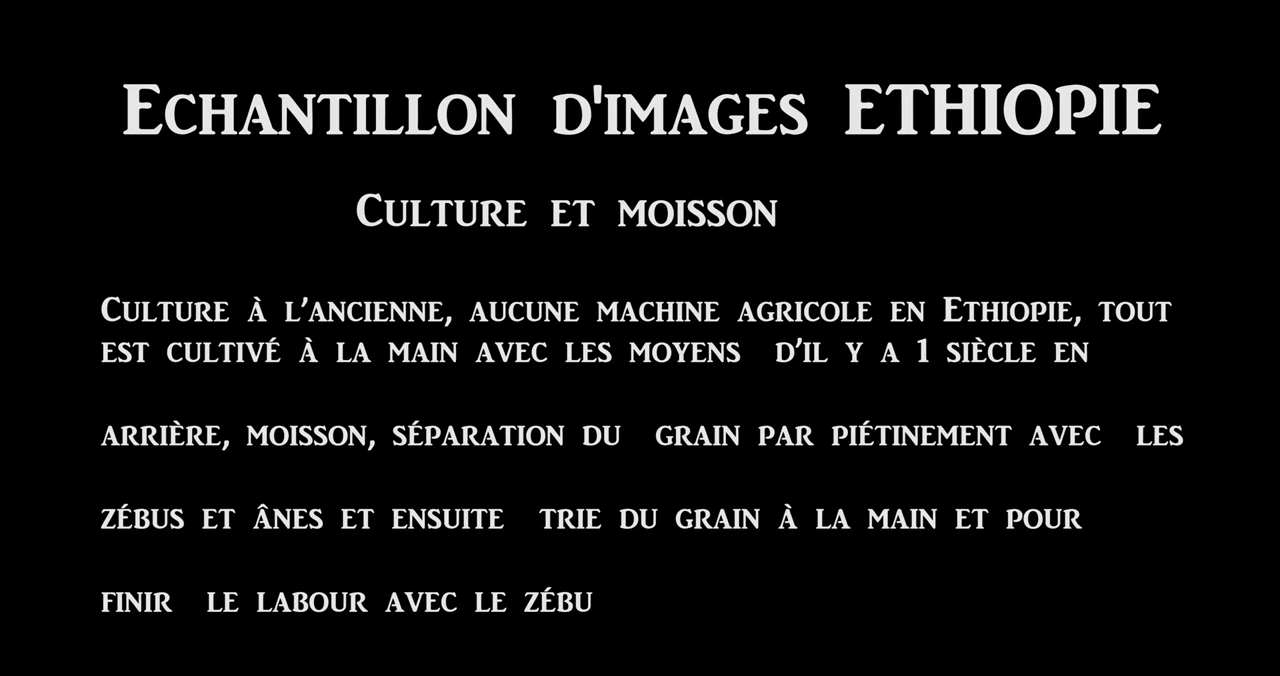 Echantillon d'images ETHIOPIE
Culture et moisson
Culture à l’ancienne, aucune machine agricole en Ethiopie, tout
est cultivé à la main avec les moyens d’il y a 1 siècle en
arrière, moisson, séparation du grain par piétinement avec les
zébus et ânes et ensuite trie du grain à la main et pour
finir le labour avec le zébu